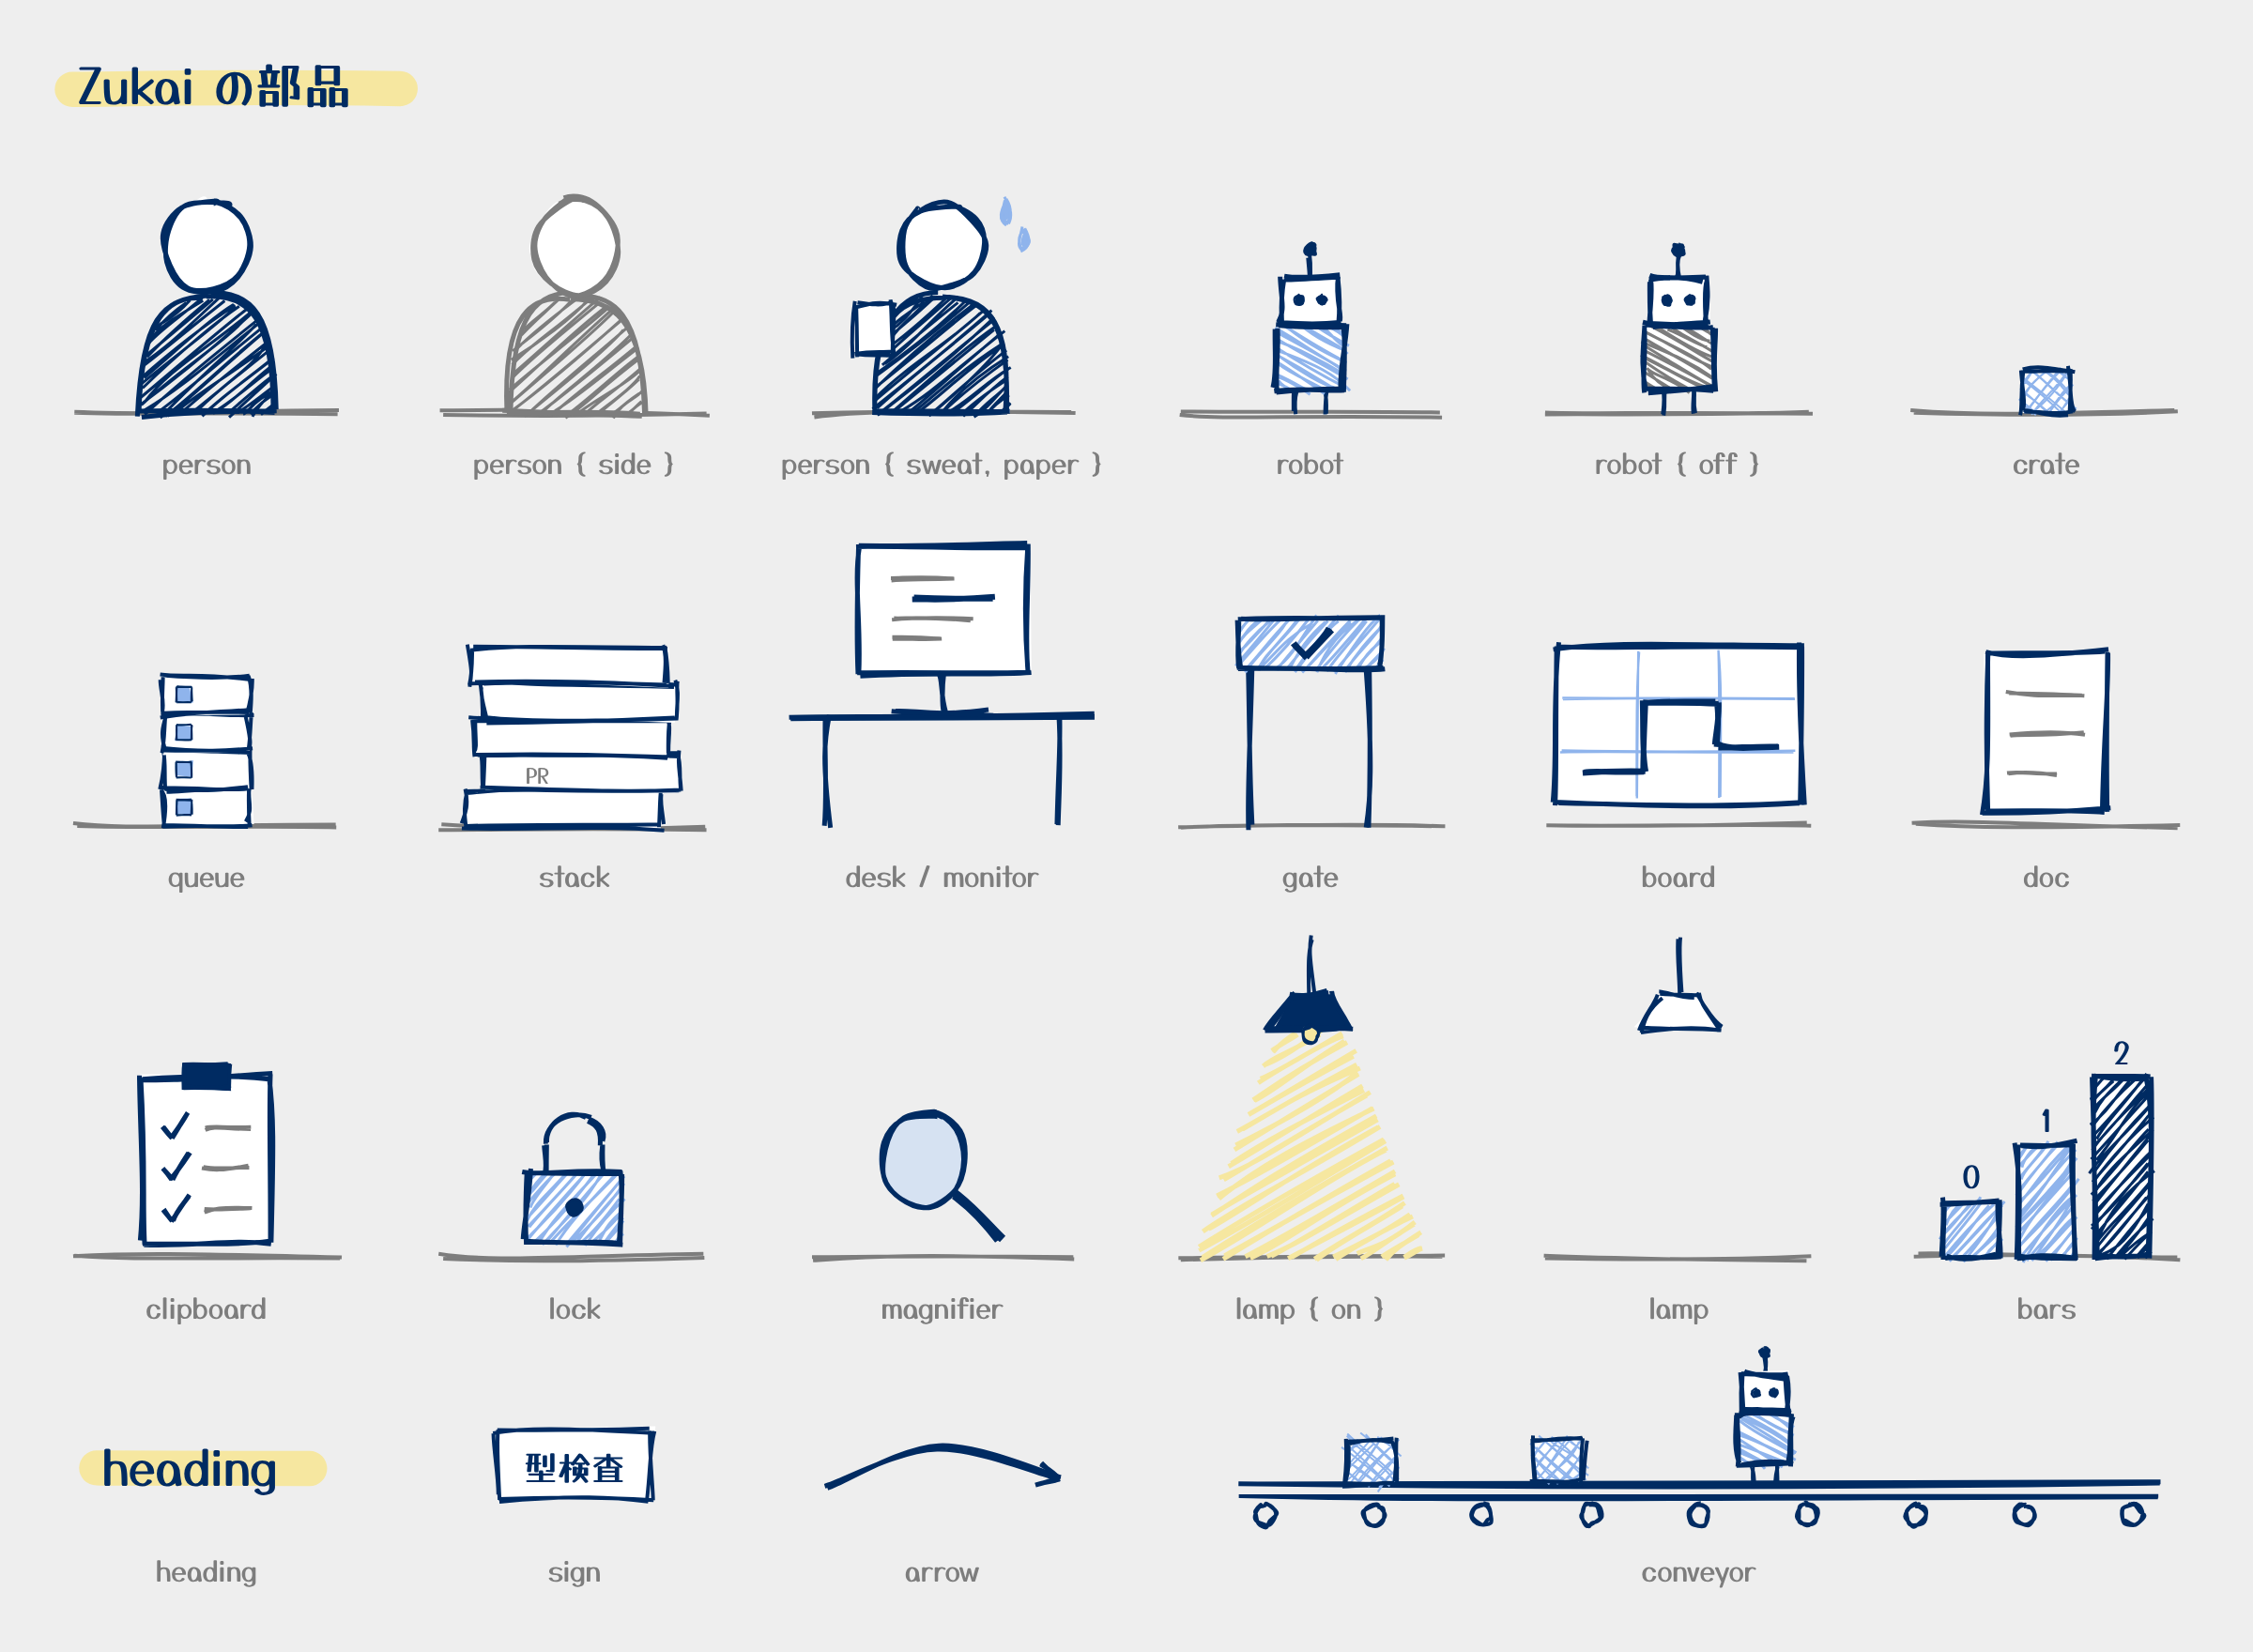 Zukai の部品
person
person { side }
person { sweat, paper }
robot
robot { off }
crate
PR
queue
stack
desk / monitor
gate
board
doc
0
1
2
clipboard
lock
magnifier
lamp { on }
lamp
bars
heading
型検査
heading
sign
arrow
conveyor